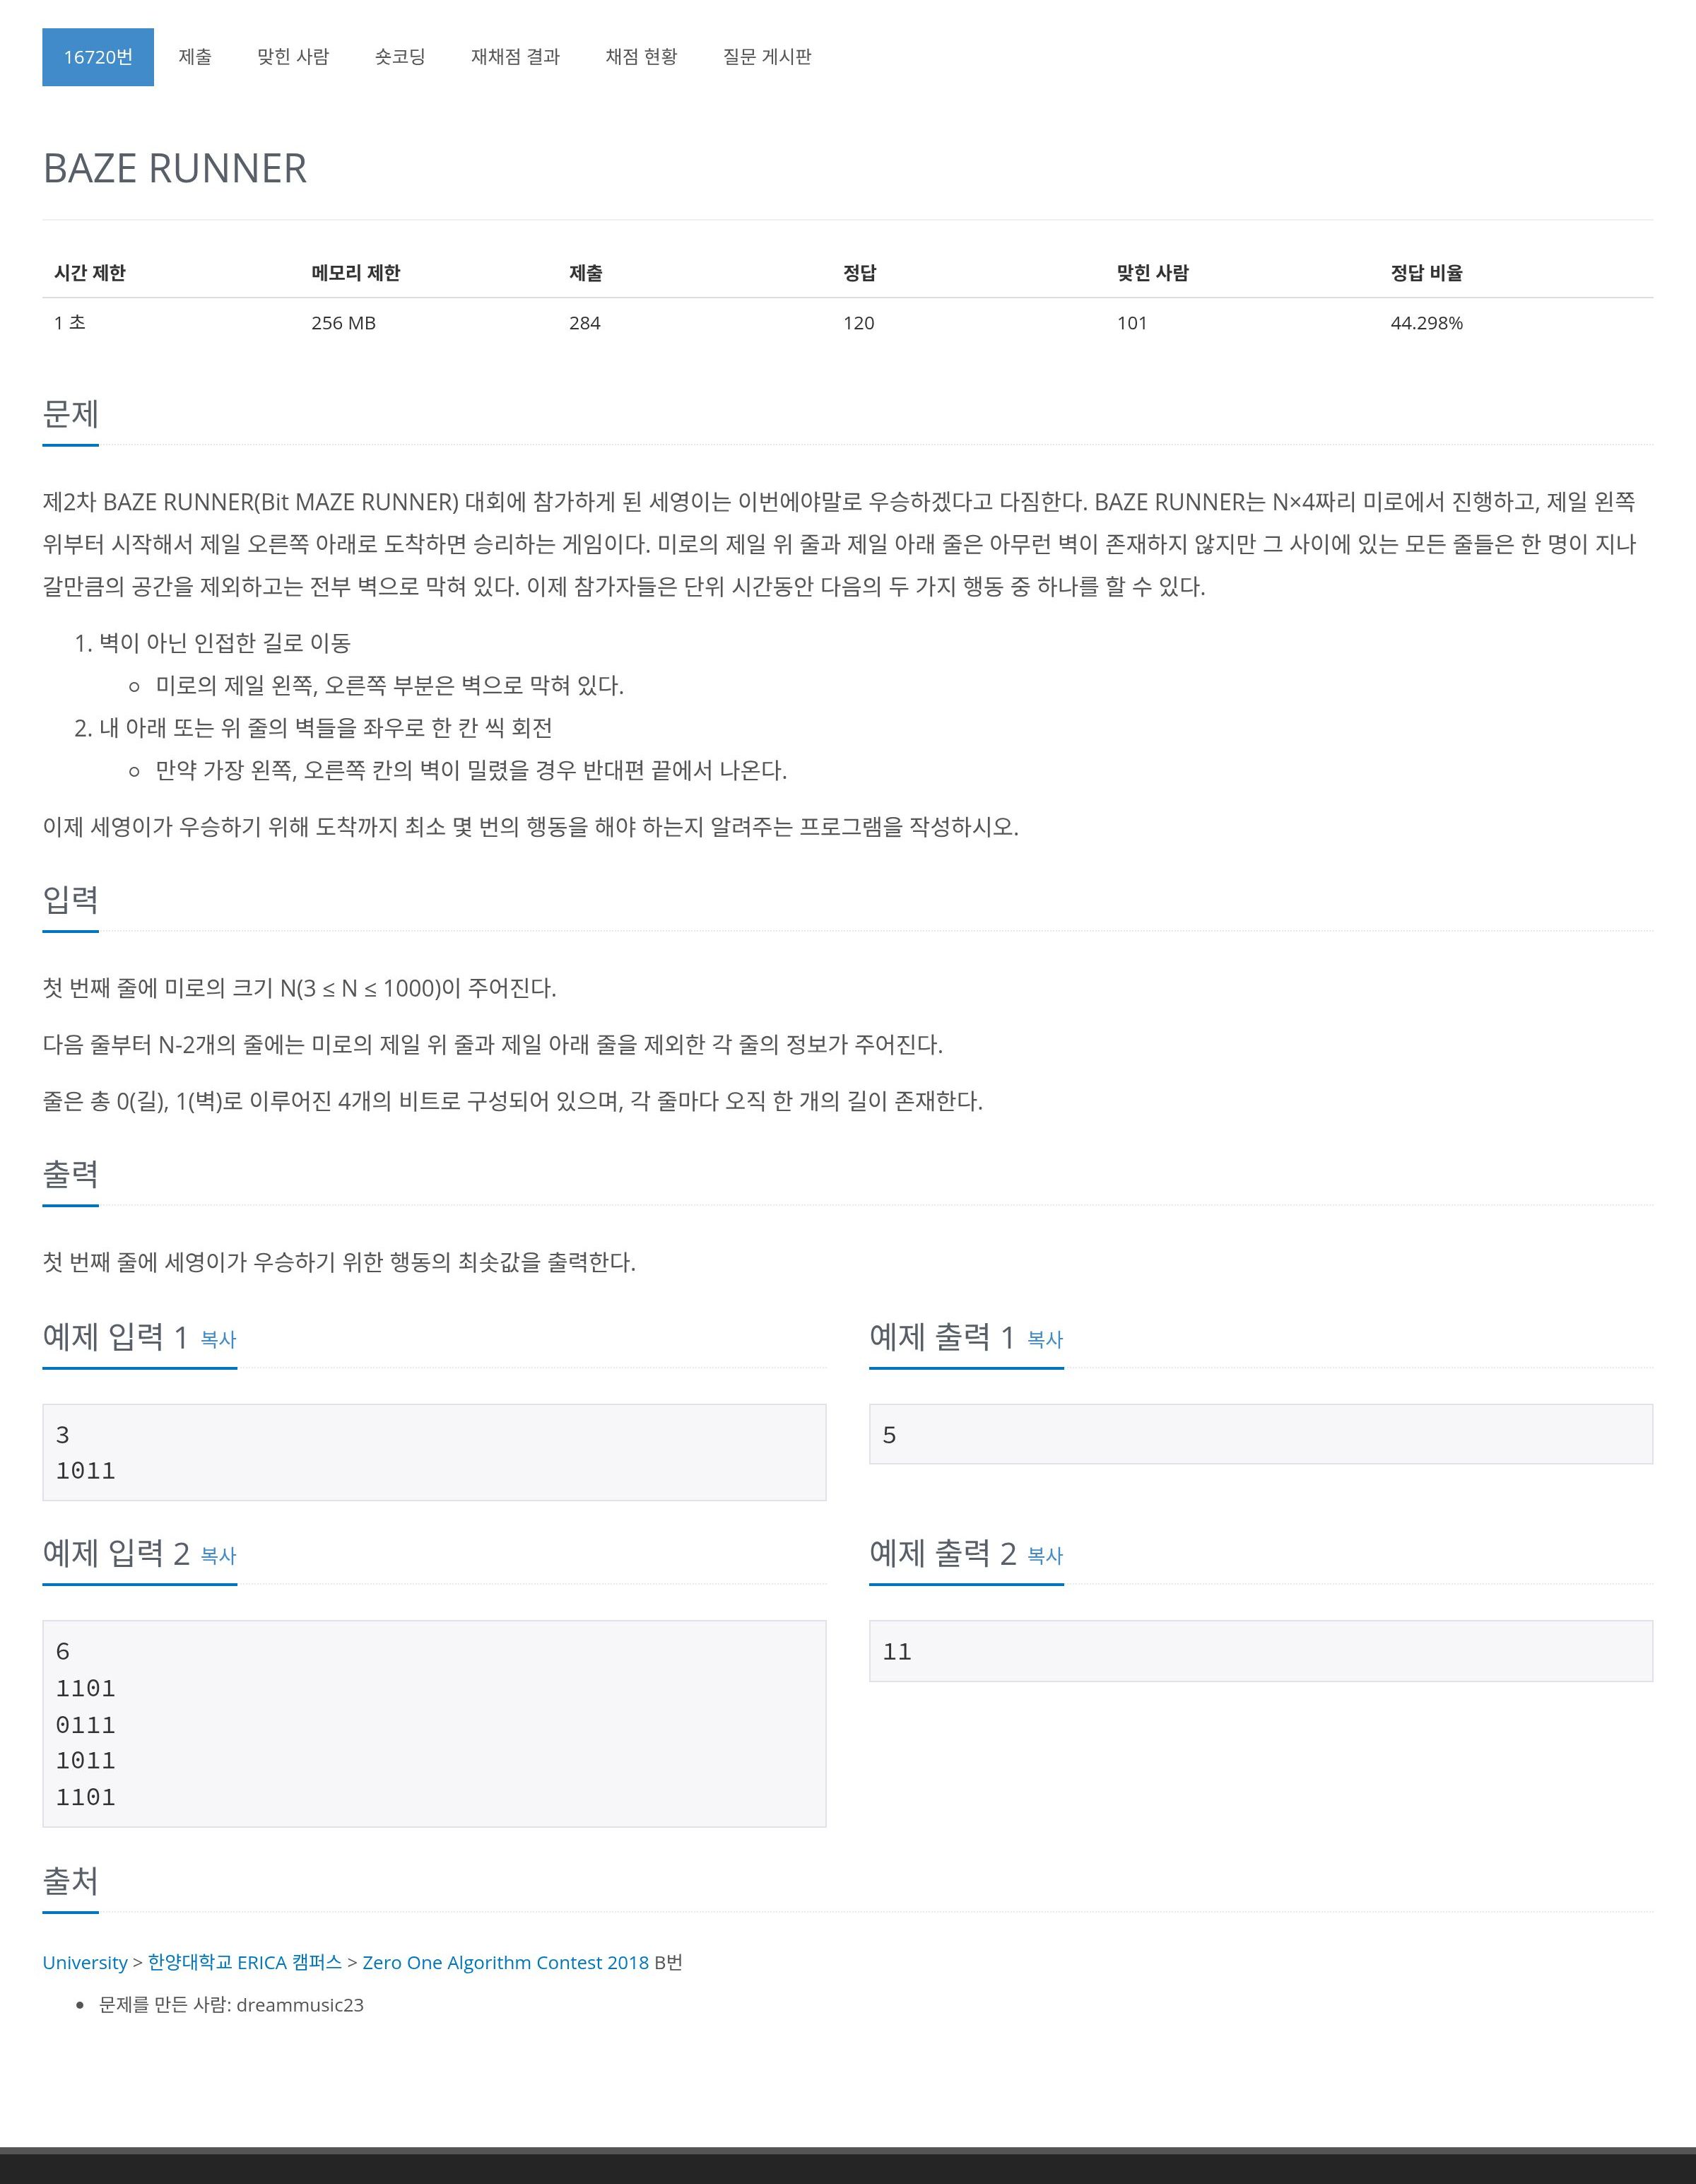 16720번 제출 맞힌 사람 숏코딩 재채점 결과 채점 현황 질문 게시판
BAZE RUNNER
시간 제한 메모리 제한 제출 정답 맞힌 사람 정답 비율
1 초 256 MB 284 120 101 44.298%
문제
제2차 BAZE RUNNER(Bit MAZE RUNNER) 대회에 참가하게 된 세영이는 이번에야말로 우승하겠다고 다짐한다. BAZE RUNNER는 N×4짜리 미로에서 진행하고, 제일 왼쪽
위부터 시작해서 제일 오른쪽 아래로 도착하면 승리하는 게임이다. 미로의 제일 위 줄과 제일 아래 줄은 아무런 벽이 존재하지 않지만 그 사이에 있는 모든 줄들은 한 명이 지나
갈만큼의 공간을 제외하고는 전부 벽으로 막혀 있다. 이제 참가자들은 단위 시간동안 다음의 두 가지 행동 중 하나를 할 수 있다.
1. 벽이 아닌 인접한 길로 이동
◦ 미로의 제일 왼쪽, 오른쪽 부분은 벽으로 막혀 있다.
2. 내 아래 또는 위 줄의 벽들을 좌우로 한 칸 씩 회전
◦ 만약 가장 왼쪽, 오른쪽 칸의 벽이 밀렸을 경우 반대편 끝에서 나온다.
이제 세영이가 우승하기 위해 도착까지 최소 몇 번의 행동을 해야 하는지 알려주는 프로그램을 작성하시오.
입력
첫 번째 줄에 미로의 크기 N(3 ≤ N ≤ 1000)이 주어진다.
다음 줄부터 N-2개의 줄에는 미로의 제일 위 줄과 제일 아래 줄을 제외한 각 줄의 정보가 주어진다.
줄은 총 0(길), 1(벽)로 이루어진 4개의 비트로 구성되어 있으며, 각 줄마다 오직 한 개의 길이 존재한다.
출력
첫 번째 줄에 세영이가 우승하기 위한 행동의 최솟값을 출력한다.
예제 입력 1 복사
3
1011
예제 출력 1 복사
5
예제 입력 2 복사
6
1101
0111
1011
1101
예제 출력 2 복사
11
출처
University > 한양대학교 ERICA 캠퍼스 > Zero One Algorithm Contest 2018 B번
• 문제를 만든 사람: dreammusic23